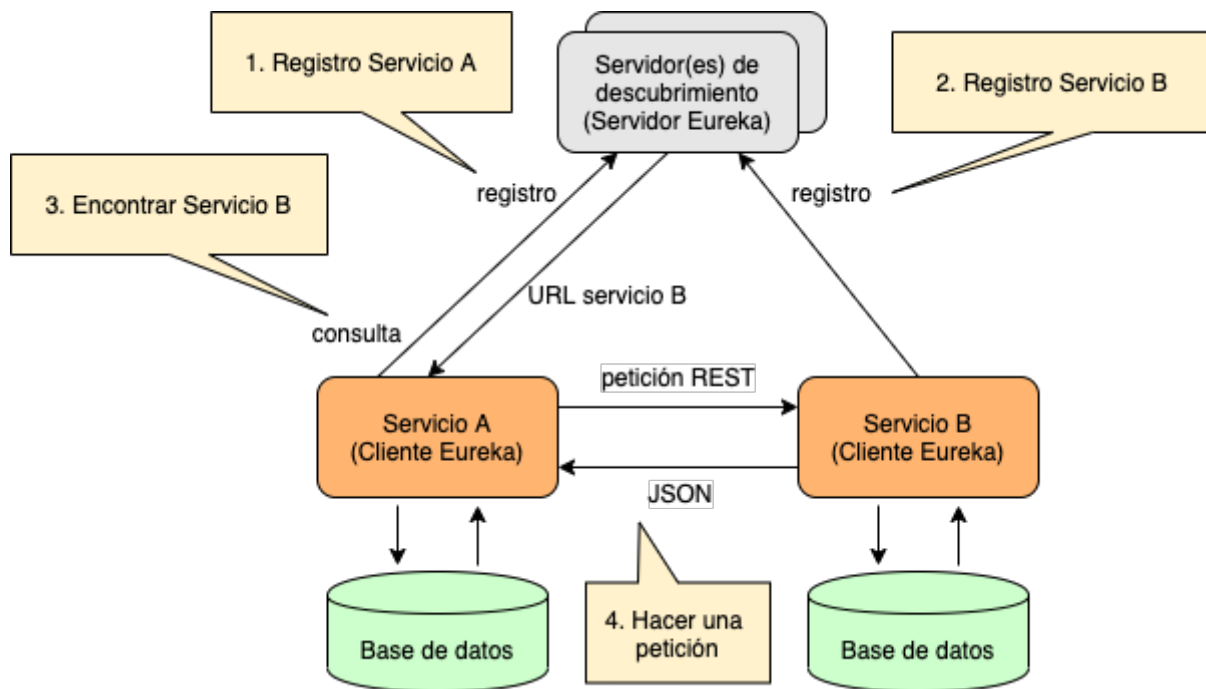 1. Registro Servicio A
Servidor(es) de
descubrimiento
(Servidor Eureka)
2. Registro Servicio B
3. Encontrar Servicio B
registro
registro
URL servicio B
consulta
petición REST
Servicio A
(Cliente Eureka)
Servicio B
(Cliente Eureka)
JSON
4. Hacer una
petición
Base de datos
Base de datos